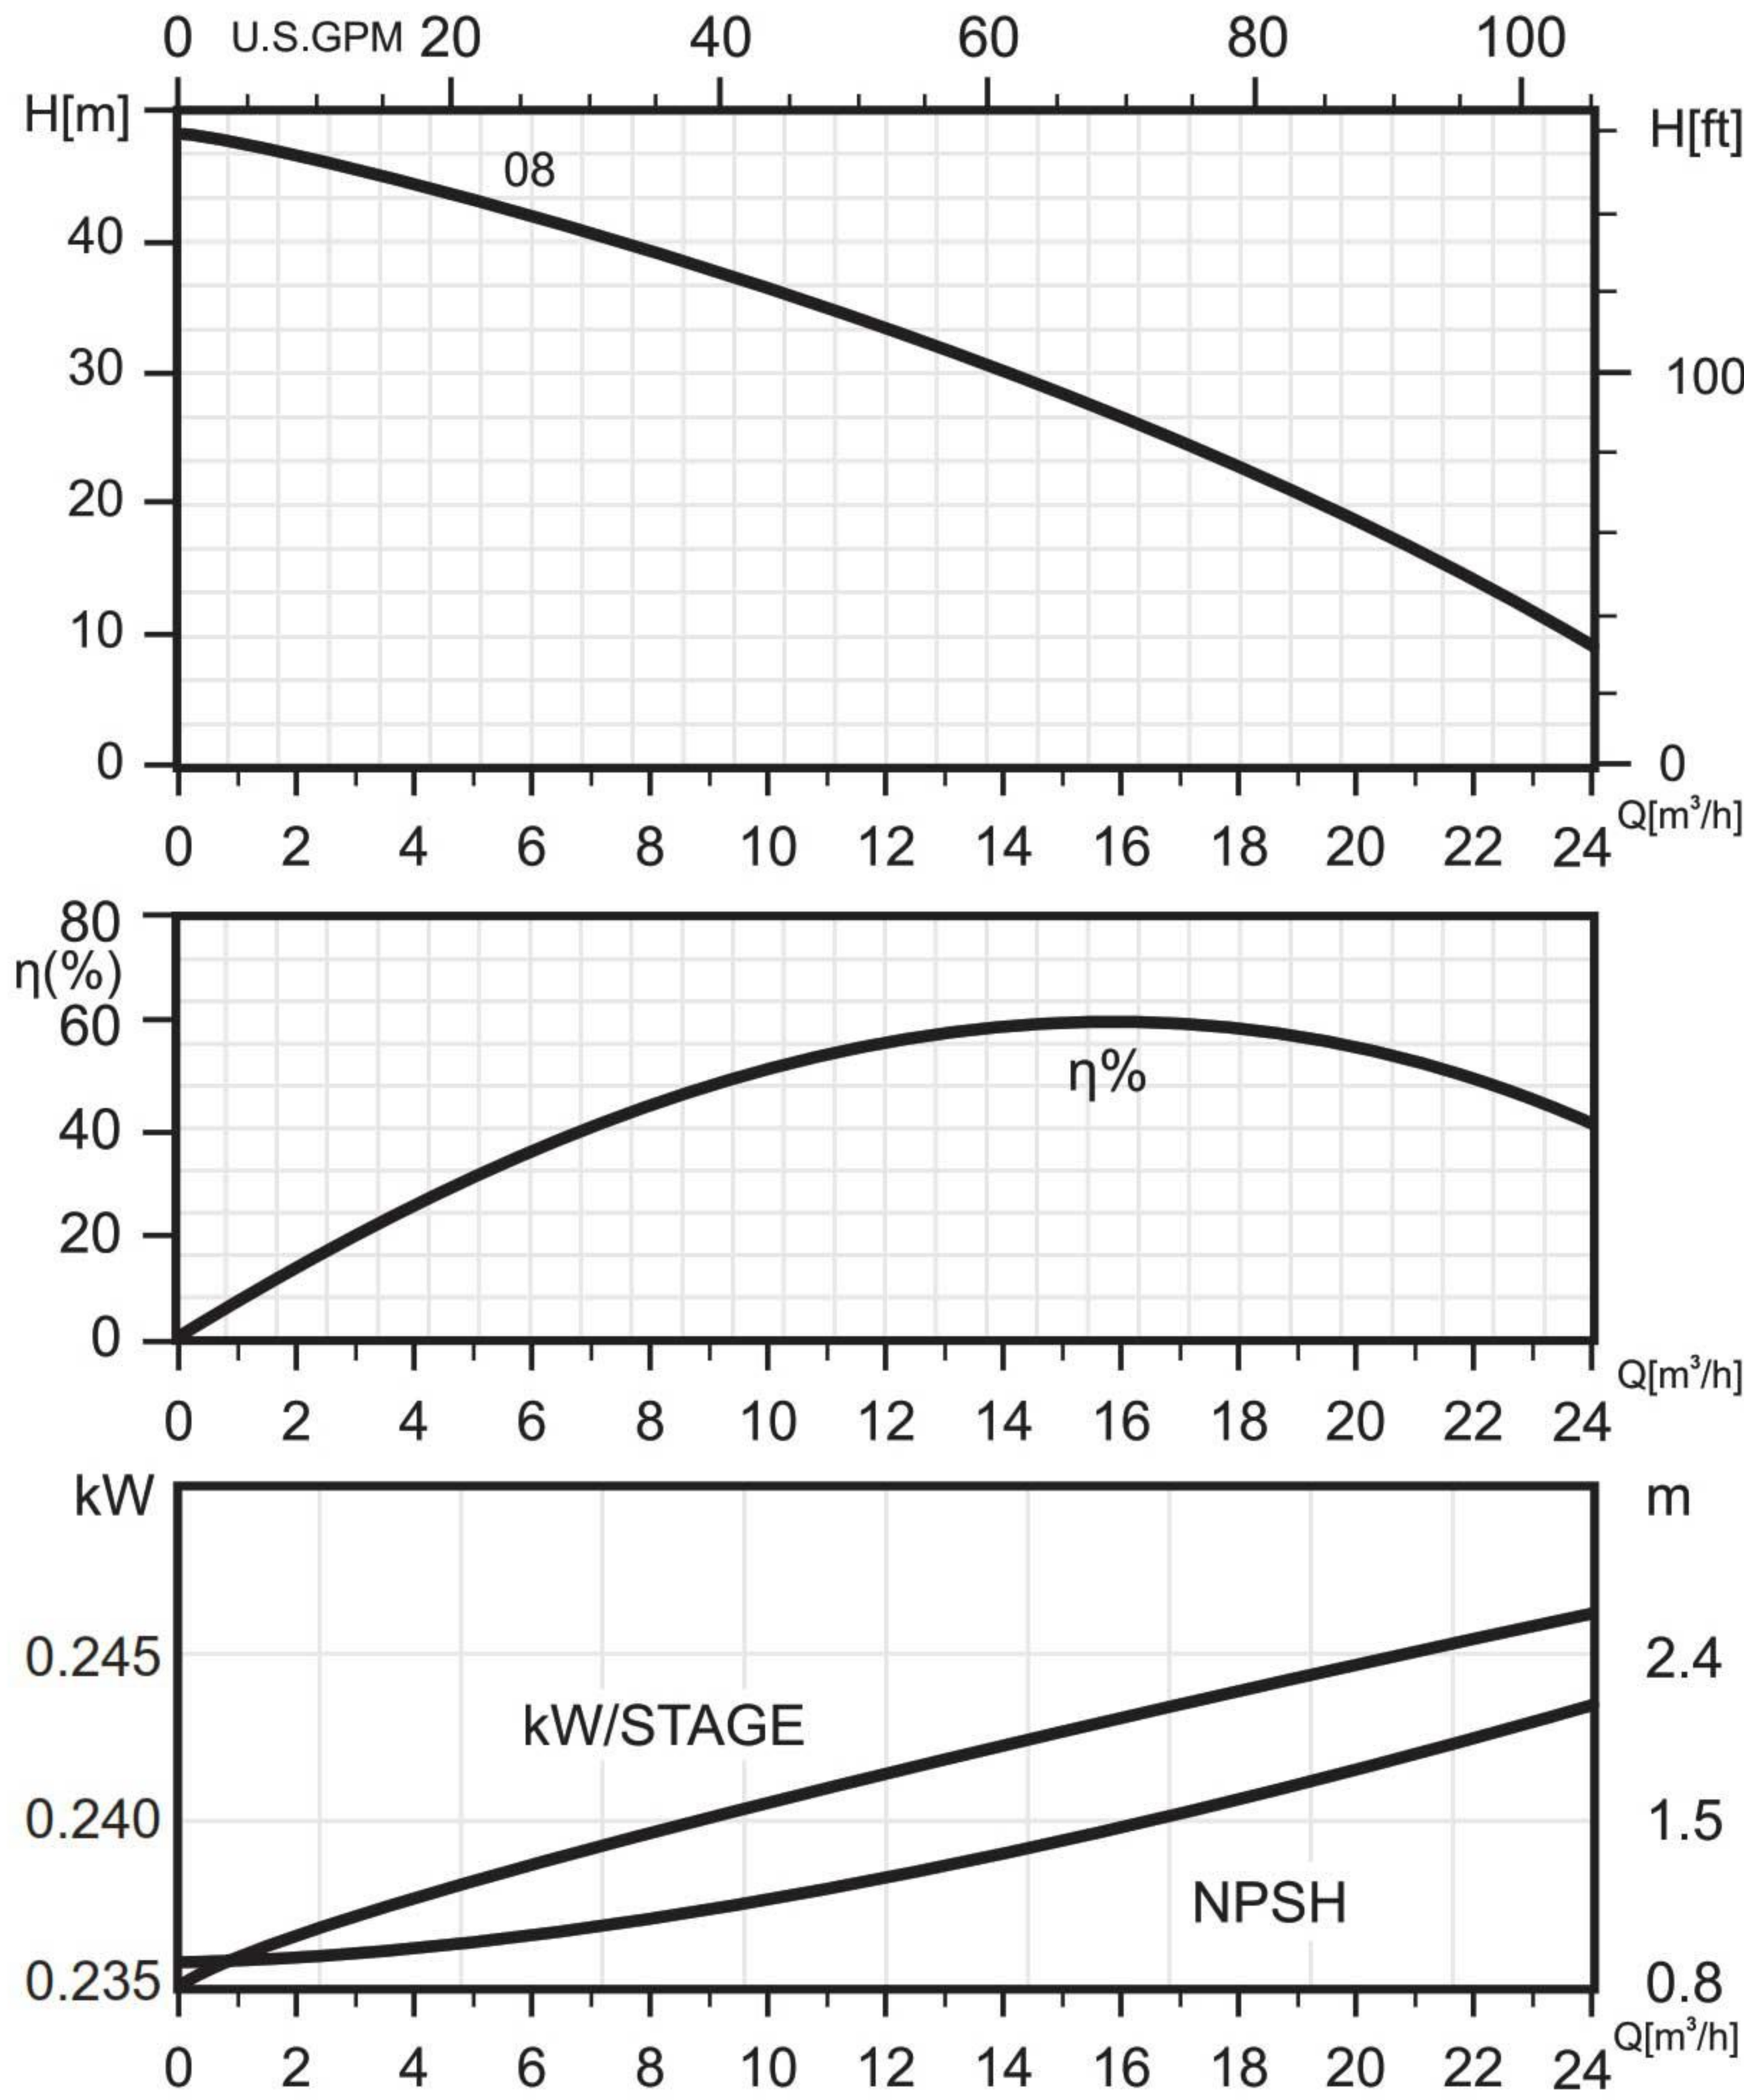 0 U.S.GPM 20 40 60 80 100
H[m] H[ft]
08
40
30 100
20
10
0 0
Q[m³/h]
0 2 4 6 8 10 12 14 16 18 20 22 24
80
η(%)
60
η%
40
20
0
Q[m³/h]
0 2 4 6 8 10 12 14 16 18 20 22 24
kW m
0.245 2.4
kW/STAGE
0.240 1.5
NPSH
0.235 0.8
Q[m³/h]
0 2 4 6 8 10 12 14 16 18 20 22 24